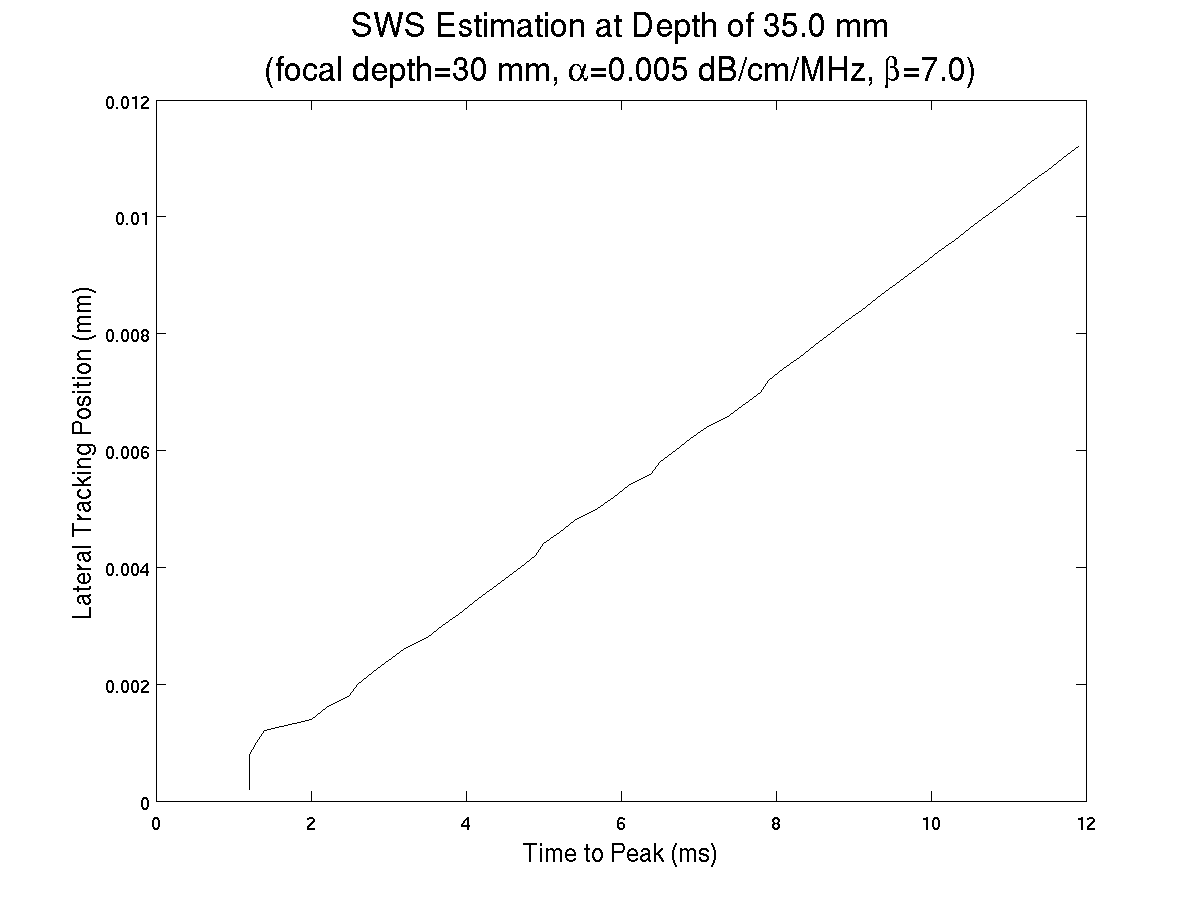 SWS Estimation at Depth of 35.0 mm
(focal depth=30 mm, α=0.005 dB/cm/MHz, β=7.0)
0.012
0.01
0.008
0.006
0.004
0.002
0
Lateral Tracking Position (mm)
0 2 4 6 8 10 12
Time to Peak (ms)